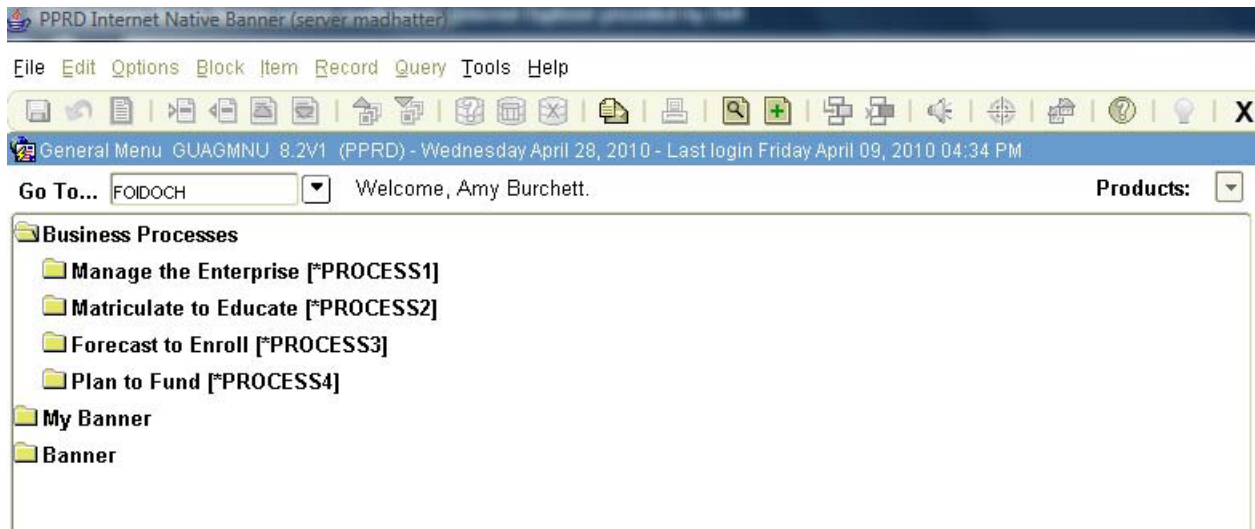 PPRD Internet Native Banner (server madhatter)
File Edit Options Block Item Record Query Tools Help
X
General Menu GUAGMNU 8.2V1 (PPRD) - Wednesday April 28, 2010 - Last login Friday April 09, 2010 04:34 PM
Go To... FOIDOCH Welcome, Amy Burchett. Products:
Business Processes
Manage the Enterprise [*PROCESS1]
Matriculate to Educate [*PROCESS2]
Forecast to Enroll [*PROCESS3]
Plan to Fund [*PROCESS4]
My Banner
Banner